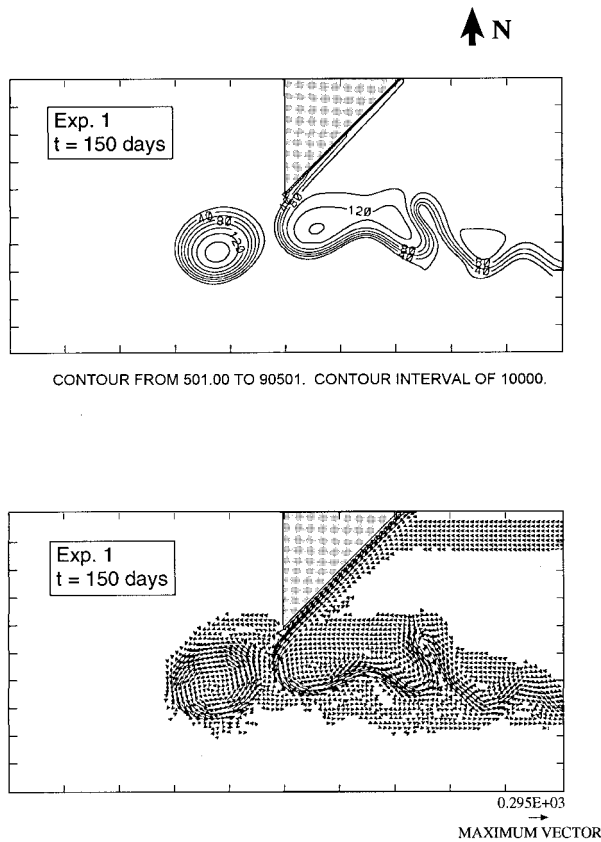 N
Exp. 1
t = 150 days
40
80
120
120
80
40
80
40
CONTOUR FROM 501.00 TO 90501. CONTOUR INTERVAL OF 10000.
Exp. 1
t = 150 days
0.295E+03
MAXIMUM VECTOR